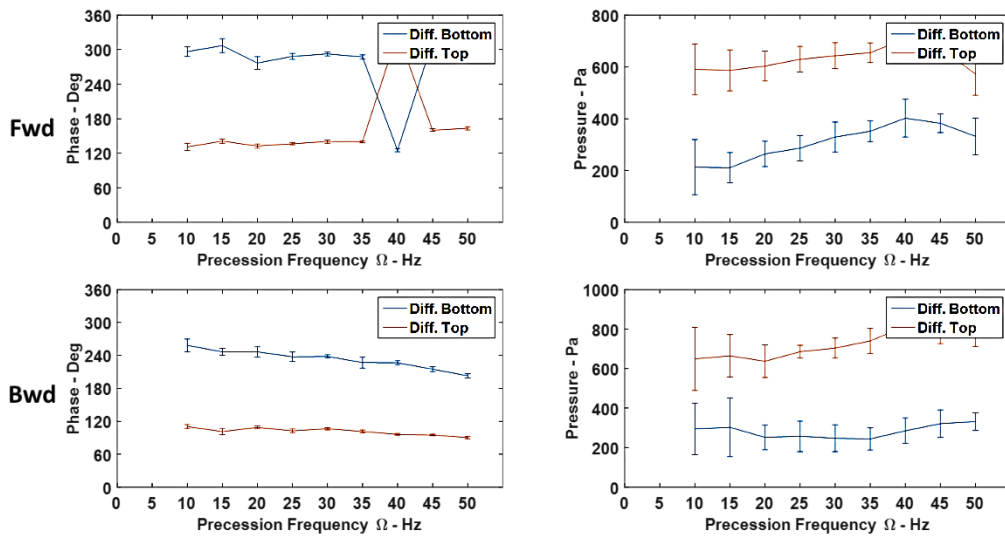 Fwd
Phase - Deg
360
300
240
180
120
60
0
0 5 10 15 20 25 30 35 40 45 50
Precession Frequency Ω - Hz
Diff. Bottom
Diff. Top
Pressure - Pa
800
600
400
200
0
0 5 10 15 20 25 30 35 40 45 50
Precession Frequency Ω - Hz
Diff. Bottom
Diff. Top
Bwd
Phase - Deg
360
300
240
180
120
60
0
0 5 10 15 20 25 30 35 40 45 50
Precession Frequency Ω - Hz
Diff. Bottom
Diff. Top
Pressure - Pa
1000
800
600
400
200
0
0 5 10 15 20 25 30 35 40 45 50
Precession Frequency Ω - Hz
Diff. Bottom
Diff. Top